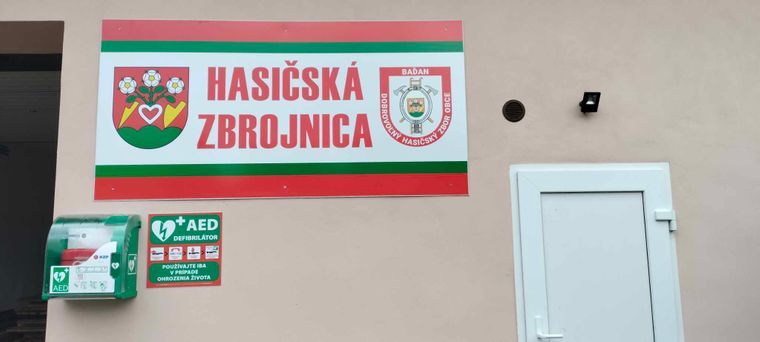 HASIČSKÁ
ZBROJNICA
BAĎAN
DOBROVOĽNÝ HASIČSKÝ ZBOR OBCE
AED
DEFIBRILÁTOR
POUŽÍVAJTE IBA
V PRÍPADE
OHROZENIA ŽIVOTA
AED